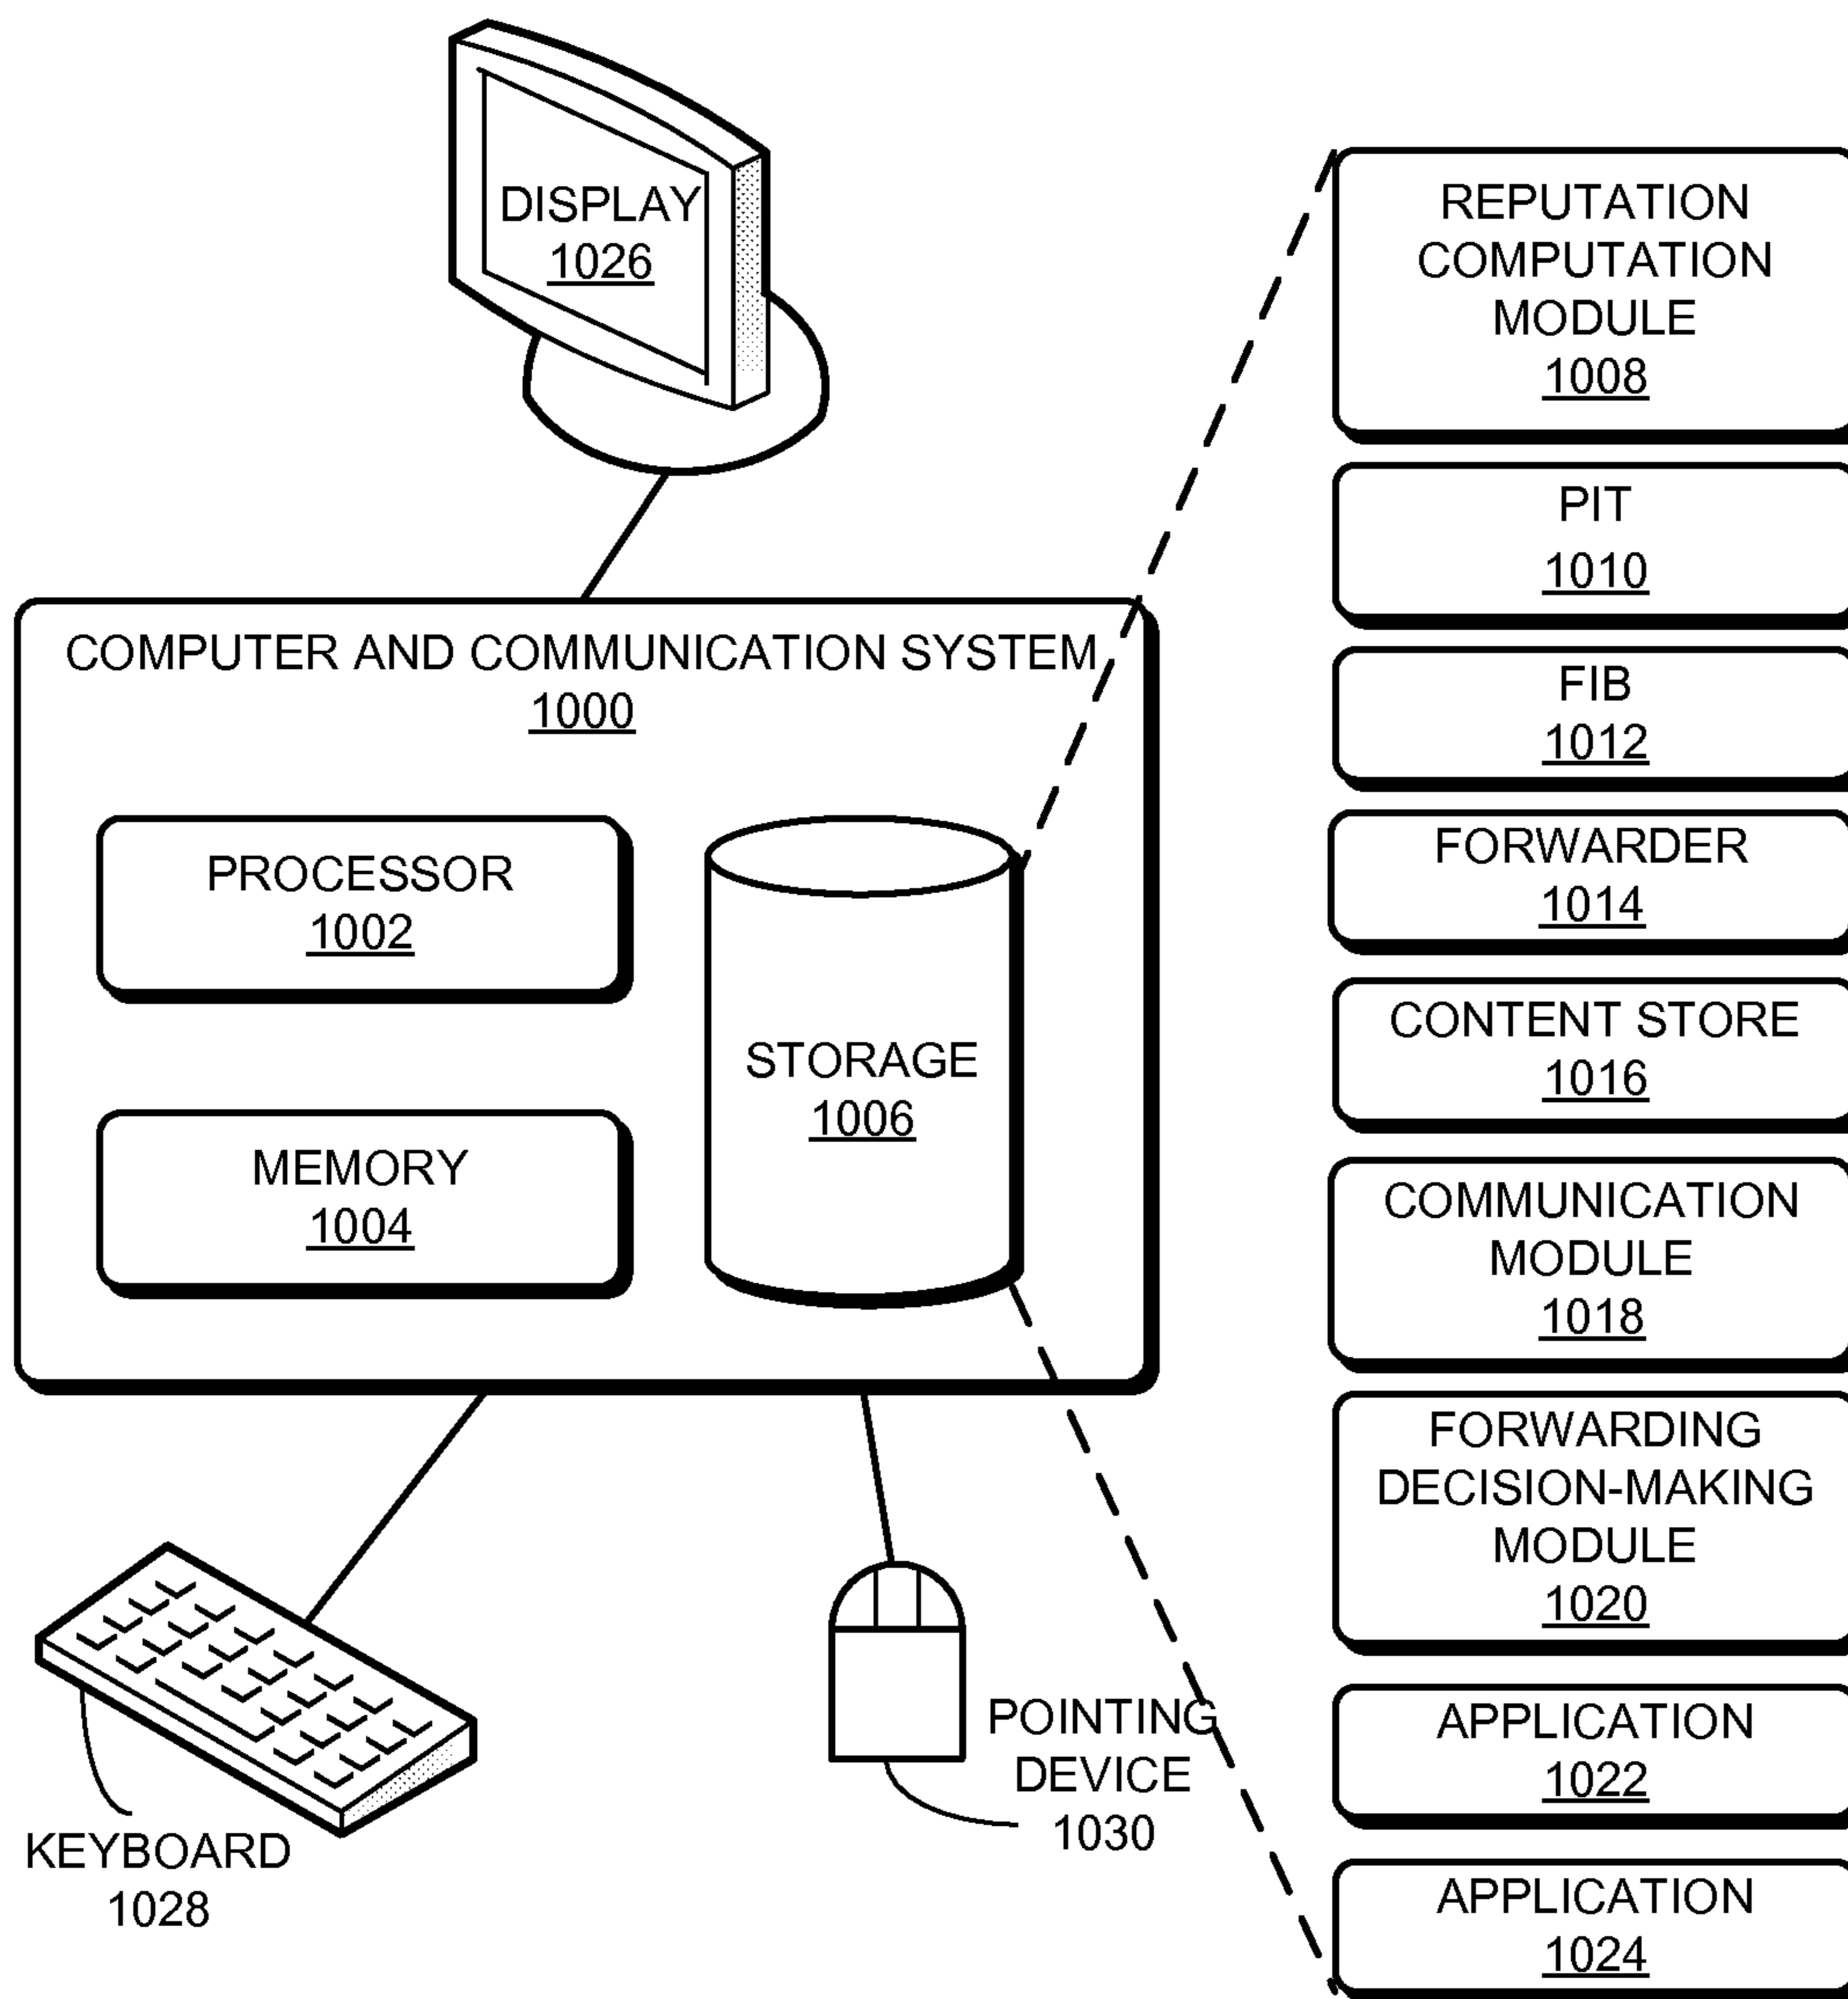 DISPLAY
1026
COMPUTER AND COMMUNICATION SYSTEM
1000
PROCESSOR
1002
MEMORY
1004
STORAGE
1006
KEYBOARD
1028
POINTING
DEVICE
1030
REPUTATION
COMPUTATION
MODULE
1008
PIT
1010
FIB
1012
FORWARDER
1014
CONTENT STORE
1016
COMMUNICATION
MODULE
1018
FORWARDING
DECISION-MAKING
MODULE
1020
APPLICATION
1022
APPLICATION
1024